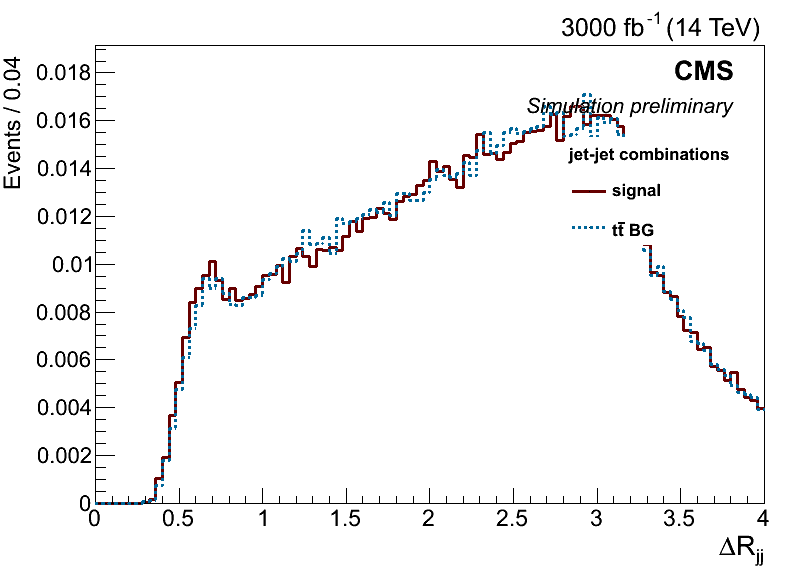 3000 fb⁻¹ (14 TeV)
CMS
Simulation preliminary
jet-jet combinations
signal
tt̄ BG
Events / 0.04
0.018
0.016
0.014
0.012
0.01
0.008
0.006
0.004
0.002
0
0 0.5 1 1.5 2 2.5 3 3.5 4
ΔR_jj